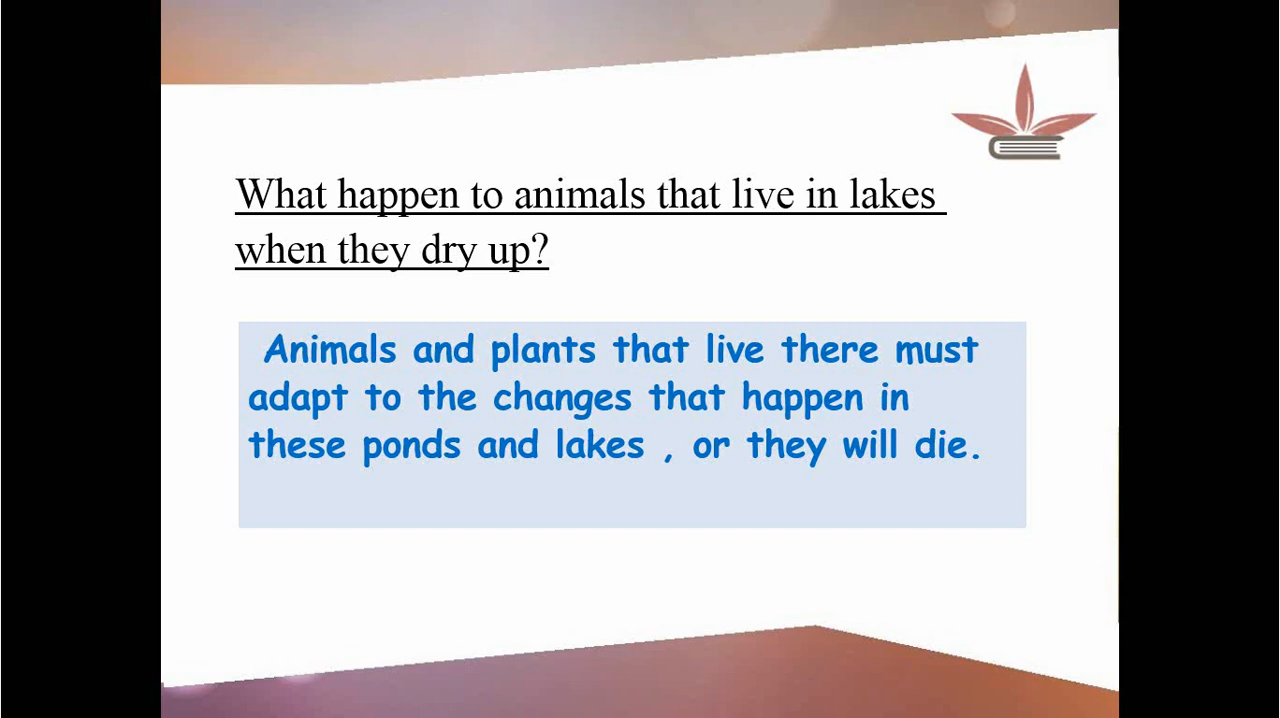 What happen to animals that live in lakes
when they dry up?
Animals and plants that live there must
adapt to the changes that happen in
these ponds and lakes , or they will die.